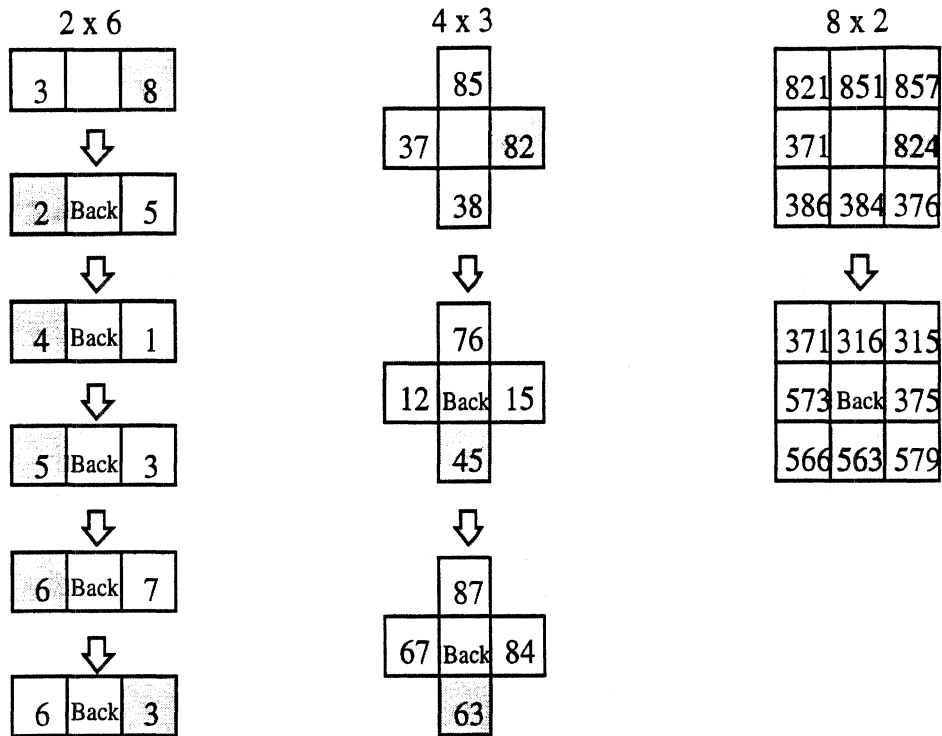 2 x 6
3 8
2 Back 5
4 Back 1
5 Back 3
6 Back 7
6 Back 3
4 x 3
85
37 82
38
76
12 Back 15
45
87
67 Back 84
63
8 x 2
821 851 857
371 824
386 384 376
371 316 315
573 Back 375
566 563 579